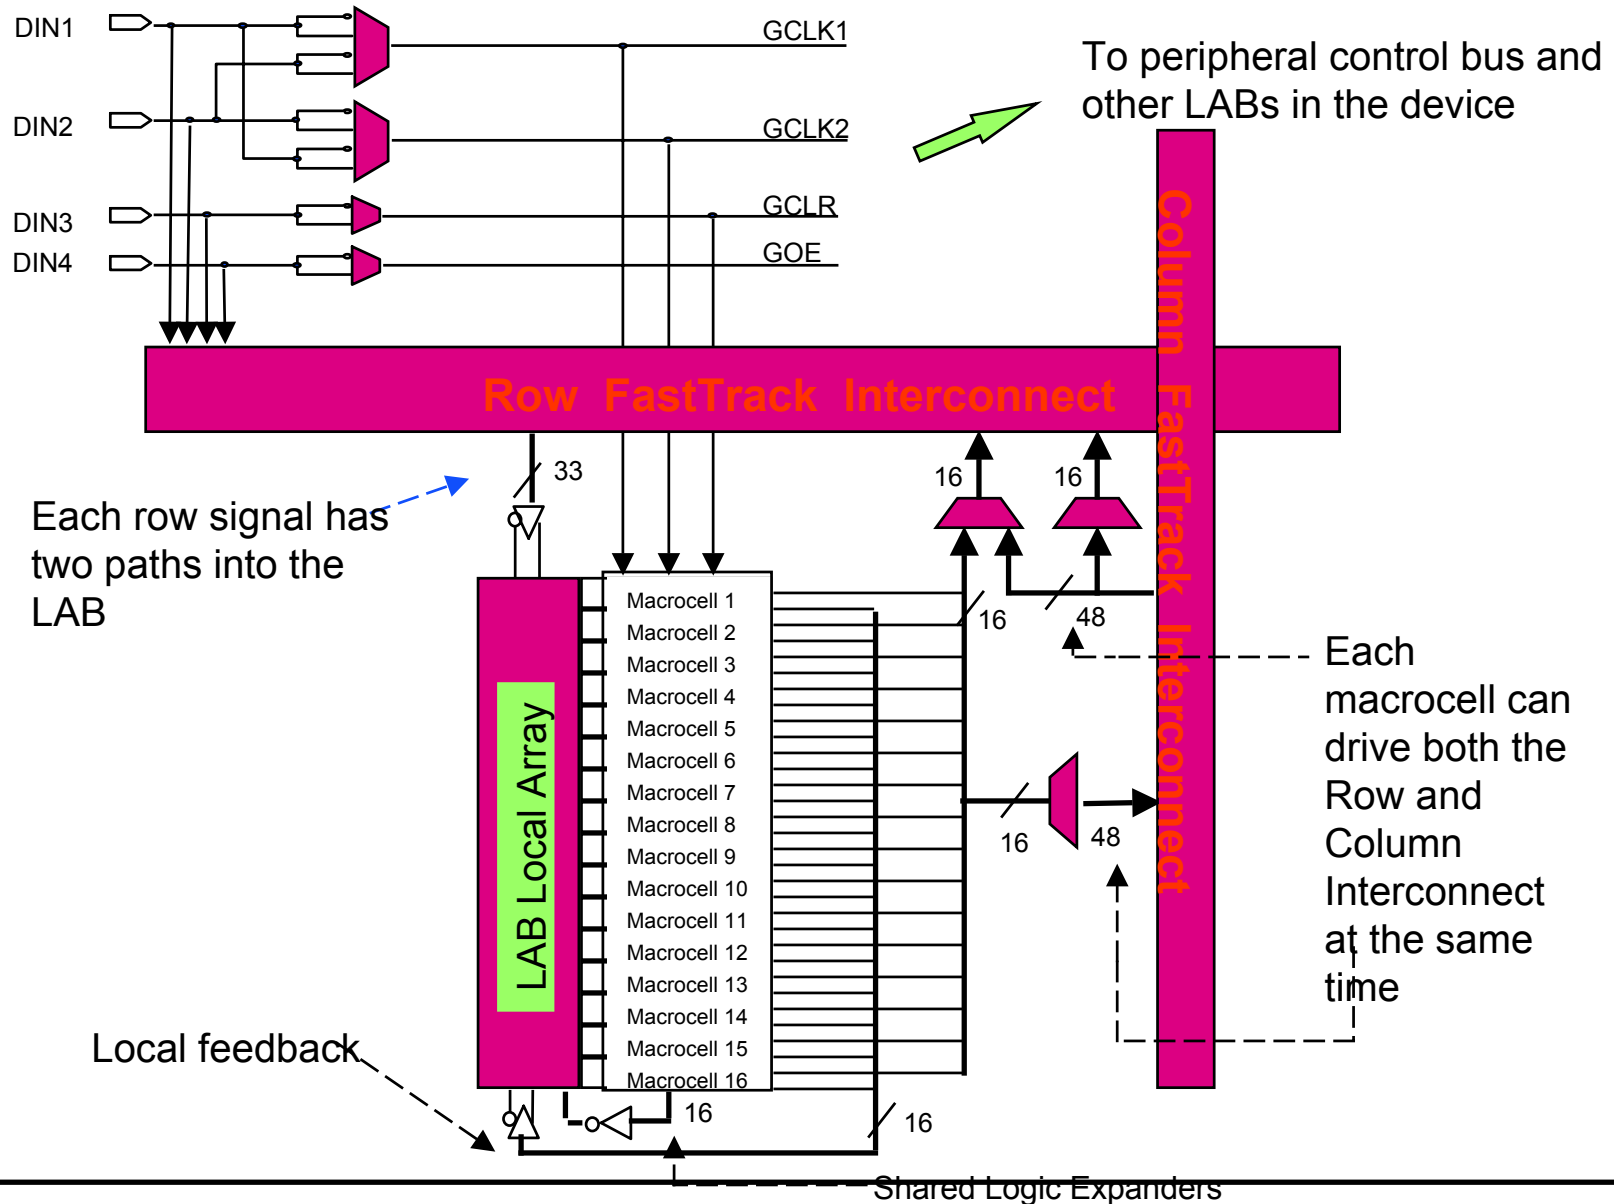 DIN1
GCLK1
To peripheral control bus and
other LABs in the device
DIN2
GCLK2
DIN3
GCLR
DIN4
GOE
Column FastTrack Interconnect
Row FastTrack Interconnect
33
16
16
Each row signal has
two paths into the
LAB
16
48
Macrocell 1
Macrocell 2
Macrocell 3
Macrocell 4
Macrocell 5
Macrocell 6
Macrocell 7
Macrocell 8
Macrocell 9
Macrocell 10
Macrocell 11
Macrocell 12
Macrocell 13
Macrocell 14
Macrocell 15
Macrocell 16
LAB Local Array
16
48
Each
macrocell can
drive both the
Row and
Column
Interconnect
at the same
time
Local feedback
16
16
Shared Logic Expanders